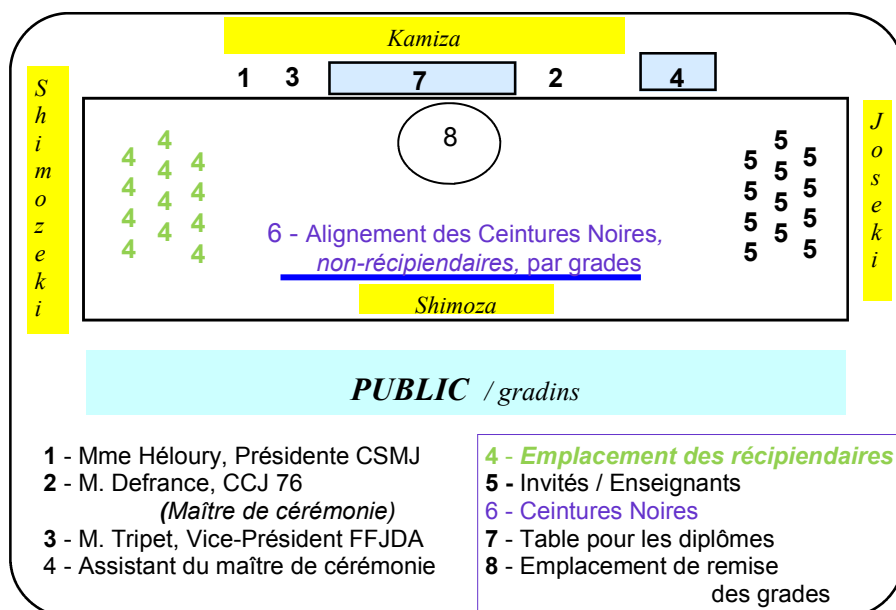 Kamiza
1 3 7 2 4
Shimozeki
Joseki
8
4 4 4
4 4 4
4 4 4
4 4
5 5 5
5 5 5
5 5 5
5 5
6 - Alignement des Ceintures Noires,
non-récipiendaires, par grades
Shimoza
PUBLIC / gradins
1 - Mme Héloury, Présidente CSMJ
2 - M. Defrance, CCJ 76
(Maître de cérémonie)
3 - M. Tripet, Vice-Président FFJDA
4 - Assistant du maître de cérémonie
4 - Emplacement des récipiendaires
5 - Invités / Enseignants
6 - Ceintures Noires
7 - Table pour les diplômes
8 - Emplacement de remise
des grades